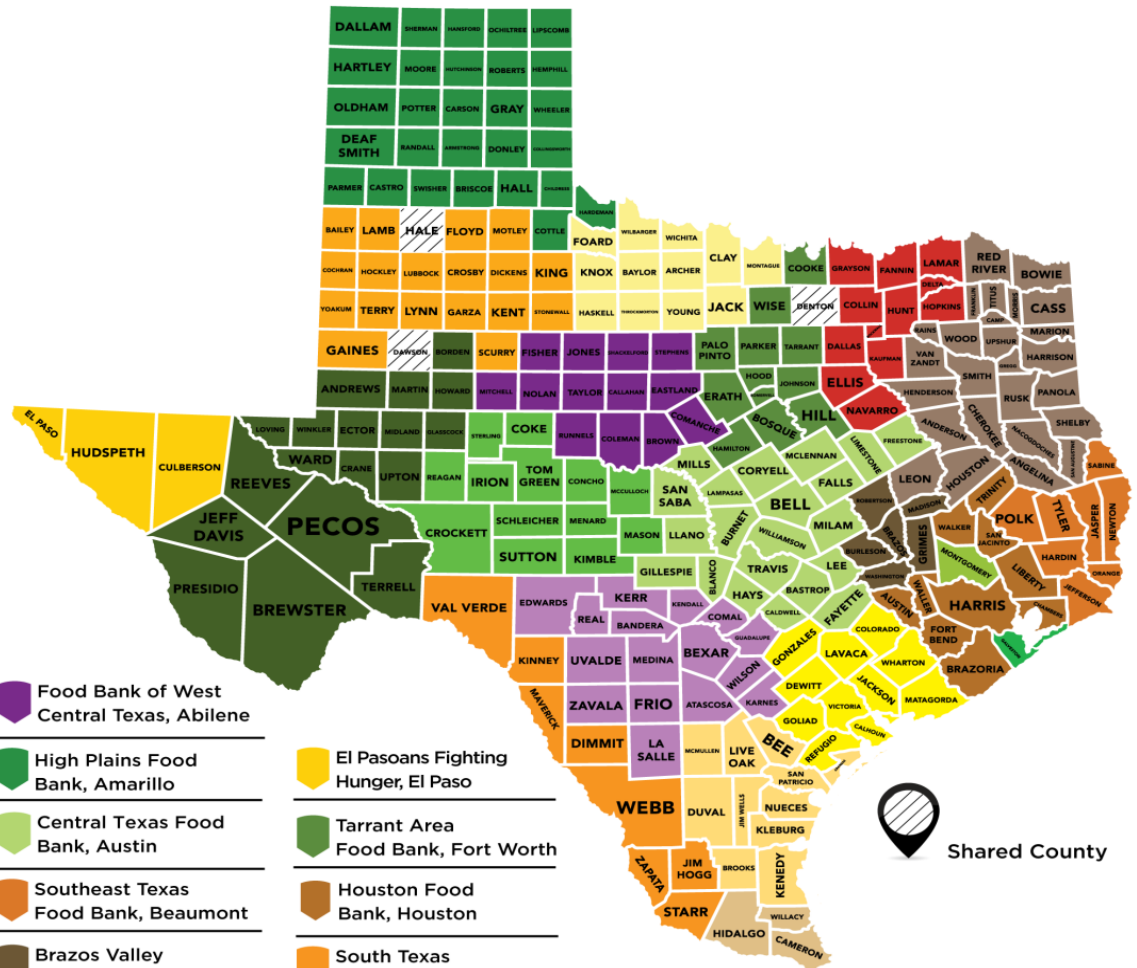 DALLAM SHERMAN HANSFORD OCHILTREE LIPSCOMB
HARTLEY MOORE HUTCHINSON ROBERTS HEMPHILL
OLDHAM POTTER CARSON GRAY WHEELER
DEAF
SMITH RANDALL ARMSTRONG DONLEY COLLINGSWORTH
PARMER CASTRO SWISHER BRISCOE HALL CHILDRESS
HARDEMAN
BAILEY LAMB HALE FLOYD MOTLEY COTTLE FOARD WILBARGER WICHITA
CLAY MONTAGUE COOKE GRAYSON FANNIN LAMAR RED
RIVER BOWIE
COCHRAN HOCKLEY LUBBOCK CROSBY DICKENS KING KNOX BAYLOR ARCHER
DELTA
YOAKUM TERRY LYNN GARZA KENT STONEWALL HASKELL THROCKMORTON YOUNG JACK WISE DENTON COLLIN HUNT HOPKINS FRANKLIN TITUS MORRIS CASS
CAMP
GAINES DAWSON BORDEN SCURRY FISHER JONES SHACKELFORD STEPHENS PALO
PINTO PARKER TARRANT DALLAS KAUFMAN RAINS WOOD UPSHUR MARION
VAN
ZANDT SMITH GREGG HARRISON
ANDREWS MARTIN HOWARD MITCHELL NOLAN TAYLOR CALLAHAN EASTLAND ERATH HOOD JOHNSON ELLIS HENDERSON RUSK PANOLA
EL PASO HUDSPETH CULBERSON
LOVING WINKLER ECTOR MIDLAND GLASSCOCK STERLING COKE RUNNELS COLEMAN BROWN COMANCHE BOSQUE HILL NAVARRO ANDERSON CHEROKEE NACOGDOCHES SHELBY
SAN AUGUSTINE SABINE
REEVES WARD CRANE UPTON REAGAN IRION TOM
GREEN CONCHO MCCULLOCH SAN
SABA MILLS HAMILTON CORYELL MCLENNAN LIMESTONE FREESTONE
LAMPASAS BELL FALLS LEON HOUSTON ANGELINA
JEFF
DAVIS PECOS CROCKETT SCHLEICHER MENARD MASON LLANO BURNET WILLIAMSON MILAM ROBERTSON MADISON TRINITY POLK TYLER JASPER NEWTON
BRAZOS GRIMES WALKER SAN
JACINTO HARDIN
PRESIDIO BREWSTER TERRELL SUTTON KIMBLE GILLESPIE BLANCO TRAVIS LEE BURLESON WASHINGTON MONTGOMERY LIBERTY ORANGE
HAYS BASTROP FAYETTE AUSTIN WALLER HARRIS CHAMBERS JEFFERSON
VAL VERDE EDWARDS REAL KERR BANDERA KENDALL COMAL CALDWELL GUADALUPE GONZALES COLORADO FORT
BEND GALVESTON
KINNEY UVALDE MEDINA BEXAR WILSON LAVACA WHARTON BRAZORIA
MAVERICK ZAVALA FRIO ATASCOSA KARNES DEWITT JACKSON MATAGORDA
DIMMIT LA
SALLE MCMULLEN LIVE
OAK BEE GOLIAD VICTORIA CALHOUN
REFUGIO
SAN
PATRICIO
WEBB DUVAL JIM WELLS NUECES
KLEBURG
ZAPATA JIM
HOGG BROOKS KENEDY
STARR HIDALGO WILLACY
CAMERON
Food Bank of West
Central Texas, Abilene
High Plains Food
Bank, Amarillo
Central Texas Food
Bank, Austin
Southeast Texas
Food Bank, Beaumont
Brazos Valley
El Pasoans Fighting
Hunger, El Paso
Tarrant Area
Food Bank, Fort Worth
Houston Food
Bank, Houston
South Texas
Shared County